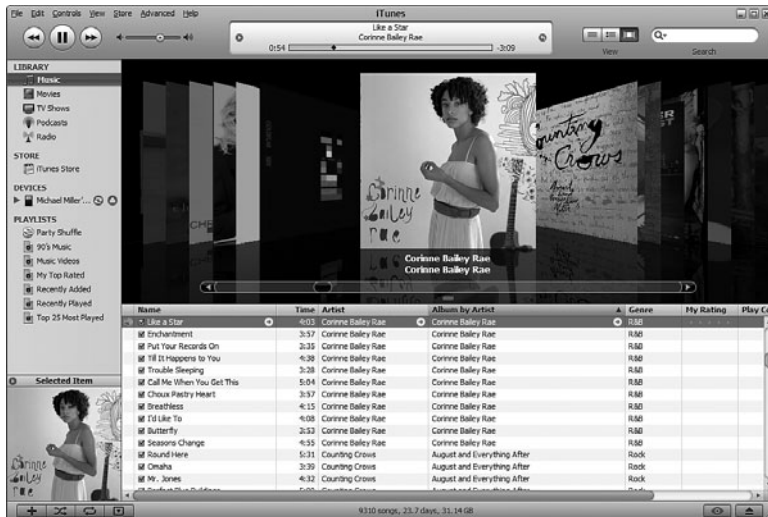 File Edit Controls View Store Advanced Help
iTunes
Like a Star
Corinne Bailey Rae
0:54 -3:09
View
Search
LIBRARY
Music
Movies
TV Shows
Podcasts
Radio
STORE
iTunes Store
DEVICES
Michael Miller'...
PLAYLISTS
Party Shuffle
90's Music
Music Videos
My Top Rated
Recently Added
Recently Played
Top 25 Most Played
Selected Item
Corinne
Bailey
rae
Corinne
Bailey
rae
Counting
Crows
Corinne Bailey Rae
Corinne Bailey Rae
Name Time Artist Album by Artist Genre My Rating Play Co
Like a Star 4:03 Corinne Bailey Rae Corinne Bailey Rae R&B
Enchantment 3:57 Corinne Bailey Rae Corinne Bailey Rae R&B
Put Your Records On 3:35 Corinne Bailey Rae Corinne Bailey Rae R&B
Till It Happens to You 4:38 Corinne Bailey Rae Corinne Bailey Rae R&B
Trouble Sleeping 3:28 Corinne Bailey Rae Corinne Bailey Rae R&B
Call Me When You Get This 5:04 Corinne Bailey Rae Corinne Bailey Rae R&B
Choux Pastry Heart 3:57 Corinne Bailey Rae Corinne Bailey Rae R&B
Breathless 4:15 Corinne Bailey Rae Corinne Bailey Rae R&B
I'd Like To 4:08 Corinne Bailey Rae Corinne Bailey Rae R&B
Butterfly 3:53 Corinne Bailey Rae Corinne Bailey Rae R&B
Seasons Change 4:55 Corinne Bailey Rae Corinne Bailey Rae R&B
Round Here 5:31 Counting Crows August and Everything After Rock
Omaha 3:39 Counting Crows August and Everything After Rock
Mr. Jones 4:32 Counting Crows August and Everything After Rock
9310 songs, 23.7 days, 31.14 GB